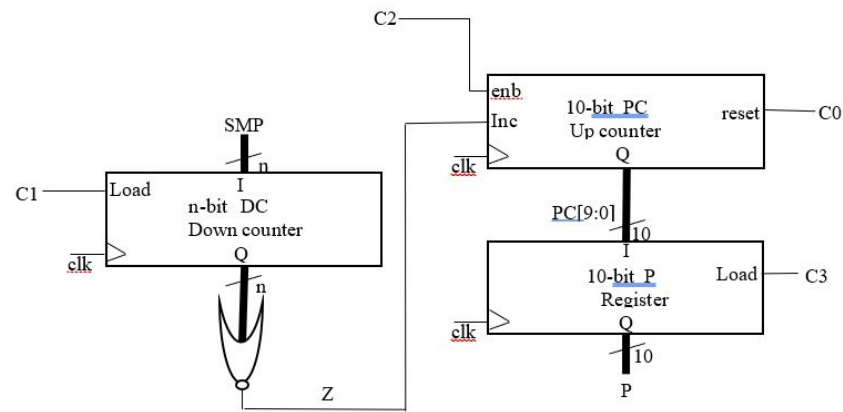 C2
enb
10-bit PC
reset
C0
Inc
Up counter
SMP
Q
clk
n
C1
Load
I
n-bit DC
PC[9:0]
Down counter
10
I
clk
Q
10-bit P
Load
C3
n
Register
clk
Q
10
Z
P